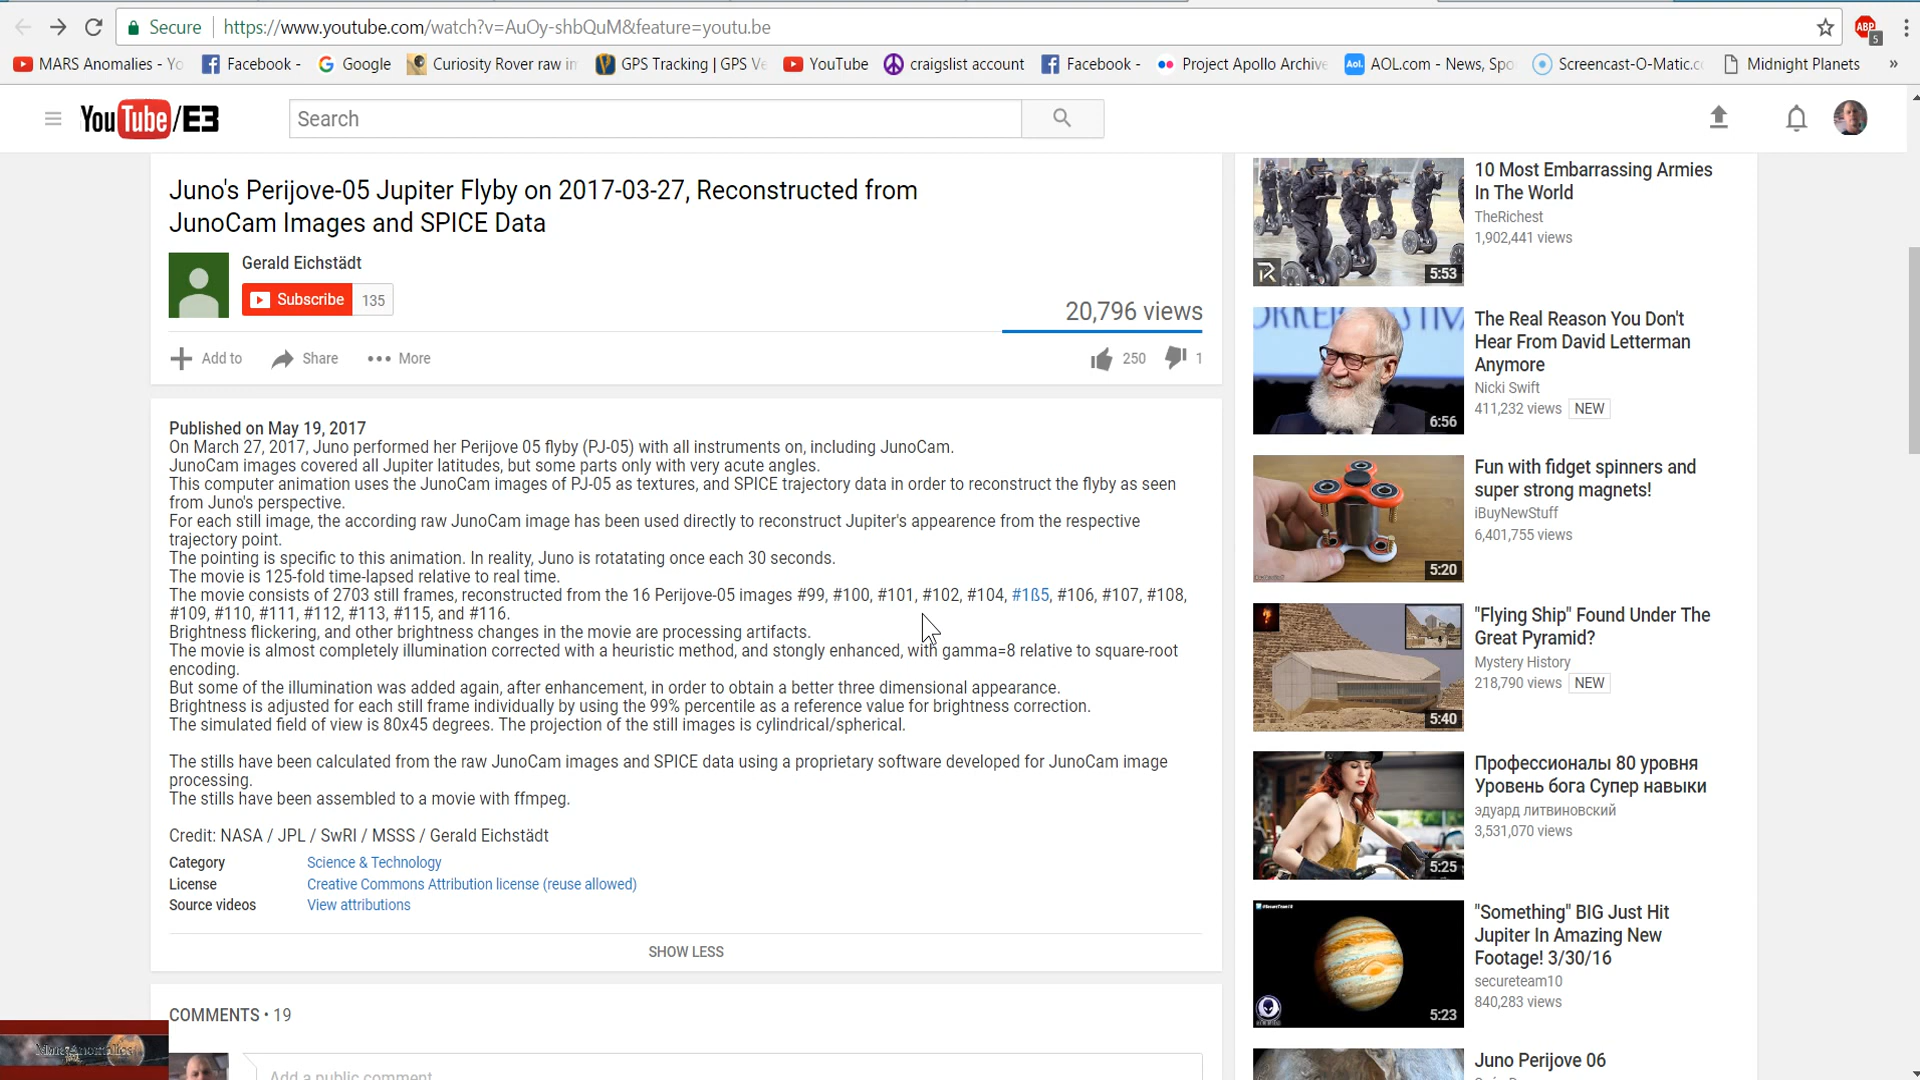 Secure https://www.youtube.com/watch?v=AuOy-shbQuM&feature=youtu.be
ABP
5
MARS Anomalies - Yo
Facebook -
Google
Curiosity Rover raw in
GPS Tracking | GPS Ve
YouTube
craigslist account
Facebook -
Project Apollo Archive
Aol.
AOL.com - News, Spo
Screencast-O-Matic.co
Midnight Planets
»
YouTube/E3
Search
Juno's Perijove-05 Jupiter Flyby on 2017-03-27, Reconstructed from
JunoCam Images and SPICE Data
Gerald Eichstädt
Subscribe 135
20,796 views
Add to
Share
More
250
1
Published on May 19, 2017
On March 27, 2017, Juno performed her Perijove 05 flyby (PJ-05) with all instruments on, including JunoCam.
JunoCam images covered all Jupiter latitudes, but some parts only with very acute angles.
This computer animation uses the JunoCam images of PJ-05 as textures, and SPICE trajectory data in order to reconstruct the flyby as seen
from Juno's perspective.
For each still image, the according raw JunoCam image has been used directly to reconstruct Jupiter's appearence from the respective
trajectory point.
The pointing is specific to this animation. In reality, Juno is rotatating once each 30 seconds.
The movie is 125-fold time-lapsed relative to real time.
The movie consists of 2703 still frames, reconstructed from the 16 Perijove-05 images #99, #100, #101, #102, #104, #1ß5, #106, #107, #108,
#109, #110, #111, #112, #113, #115, and #116.
Brightness flickering, and other brightness changes in the movie are processing artifacts.
The movie is almost completely illumination corrected with a heuristic method, and stongly enhanced, with gamma=8 relative to square-root
encoding.
But some of the illumination was added again, after enhancement, in order to obtain a better three dimensional appearance.
Brightness is adjusted for each still frame individually by using the 99% percentile as a reference value for brightness correction.
The simulated field of view is 80x45 degrees. The projection of the still images is cylindrical/spherical.
The stills have been calculated from the raw JunoCam images and SPICE data using a proprietary software developed for JunoCam image
processing.
The stills have been assembled to a movie with ffmpeg.
Credit: NASA / JPL / SwRI / MSSS / Gerald Eichstädt
Category Science & Technology
License Creative Commons Attribution license (reuse allowed)
Source videos View attributions
SHOW LESS
COMMENTS • 19
Add a public comment
10 Most Embarrassing Armies
In The World
TheRichest
1,902,441 views
5:53
The Real Reason You Don't
Hear From David Letterman
Anymore
Nicki Swift
411,232 views NEW
6:56
Fun with fidget spinners and
super strong magnets!
iBuyNewStuff
6,401,755 views
5:20
"Flying Ship" Found Under The
Great Pyramid?
Mystery History
218,790 views NEW
5:40
Профессионалы 80 уровня
Уровень бога Супер навыки
эдуард литвиновский
3,531,070 views
5:25
"Something" BIG Just Hit
Jupiter In Amazing New
Footage! 3/30/16
secureteam10
840,283 views
5:23
Juno Perijove 06